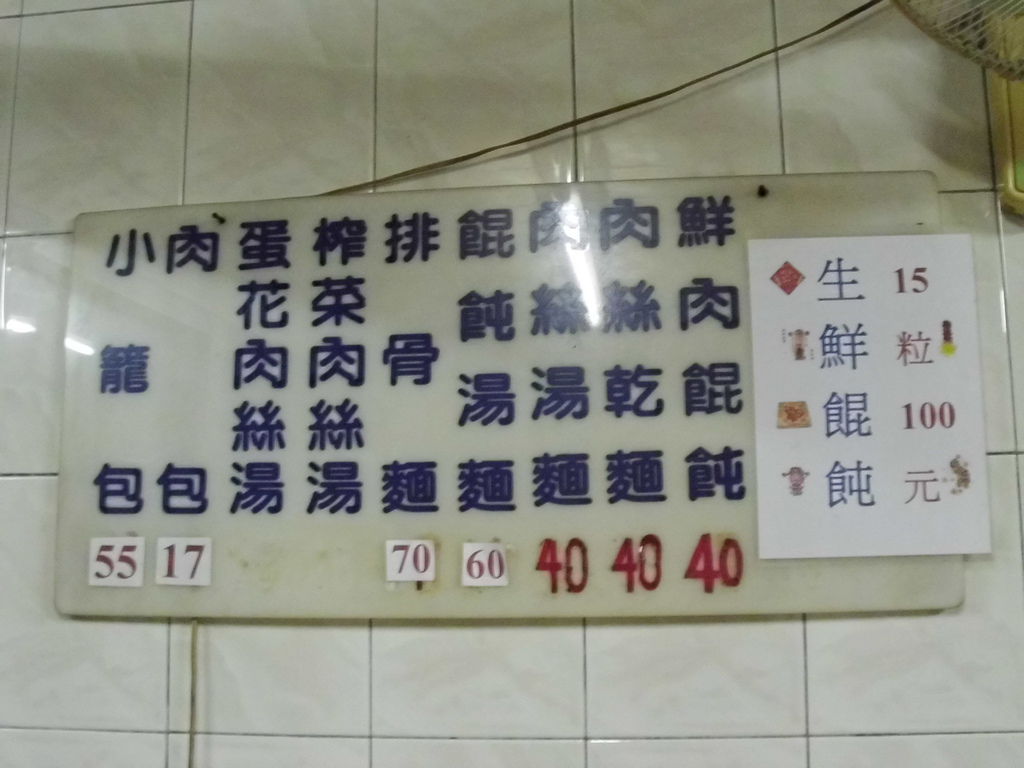 鮮肉餛飩 40
肉絲乾麵 40
肉絲湯麵 40
餛飩湯麵 60
排骨麵 70
榨菜肉絲湯
蛋花肉絲湯
肉包 17
小籠包 55
生鮮餛飩
15粒100元